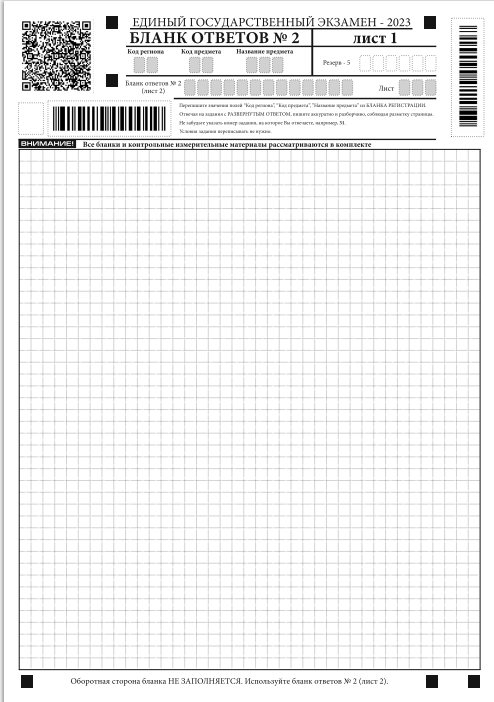 ЕДИНЫЙ ГОСУДАРСТВЕННЫЙ ЭКЗАМЕН - 2023
БЛАНК ОТВЕТОВ № 2 лист 1
Код региона Код предмета Название предмета
Резерв - 5
Бланк ответов № 2 (лист 2)
Лист
Перепишите значения полей "Код региона", "Код предмета", "Название предмета" из БЛАНКА РЕГИСТРАЦИИ.
Отвечая на задания с РАЗВЕРНУТЫМ ОТВЕТОМ, пишите аккуратно и разборчиво, соблюдая разметку страницы.
Не забудьте указать номер задания, на которое Вы отвечаете, например, 31.
Условия задания переписывать не нужно.
ВНИМАНИЕ! Все бланки и контрольные измерительные материалы рассматриваются в комплекте
Оборотная сторона бланка НЕ ЗАПОЛНЯЕТСЯ. Используйте бланк ответов № 2 (лист 2).